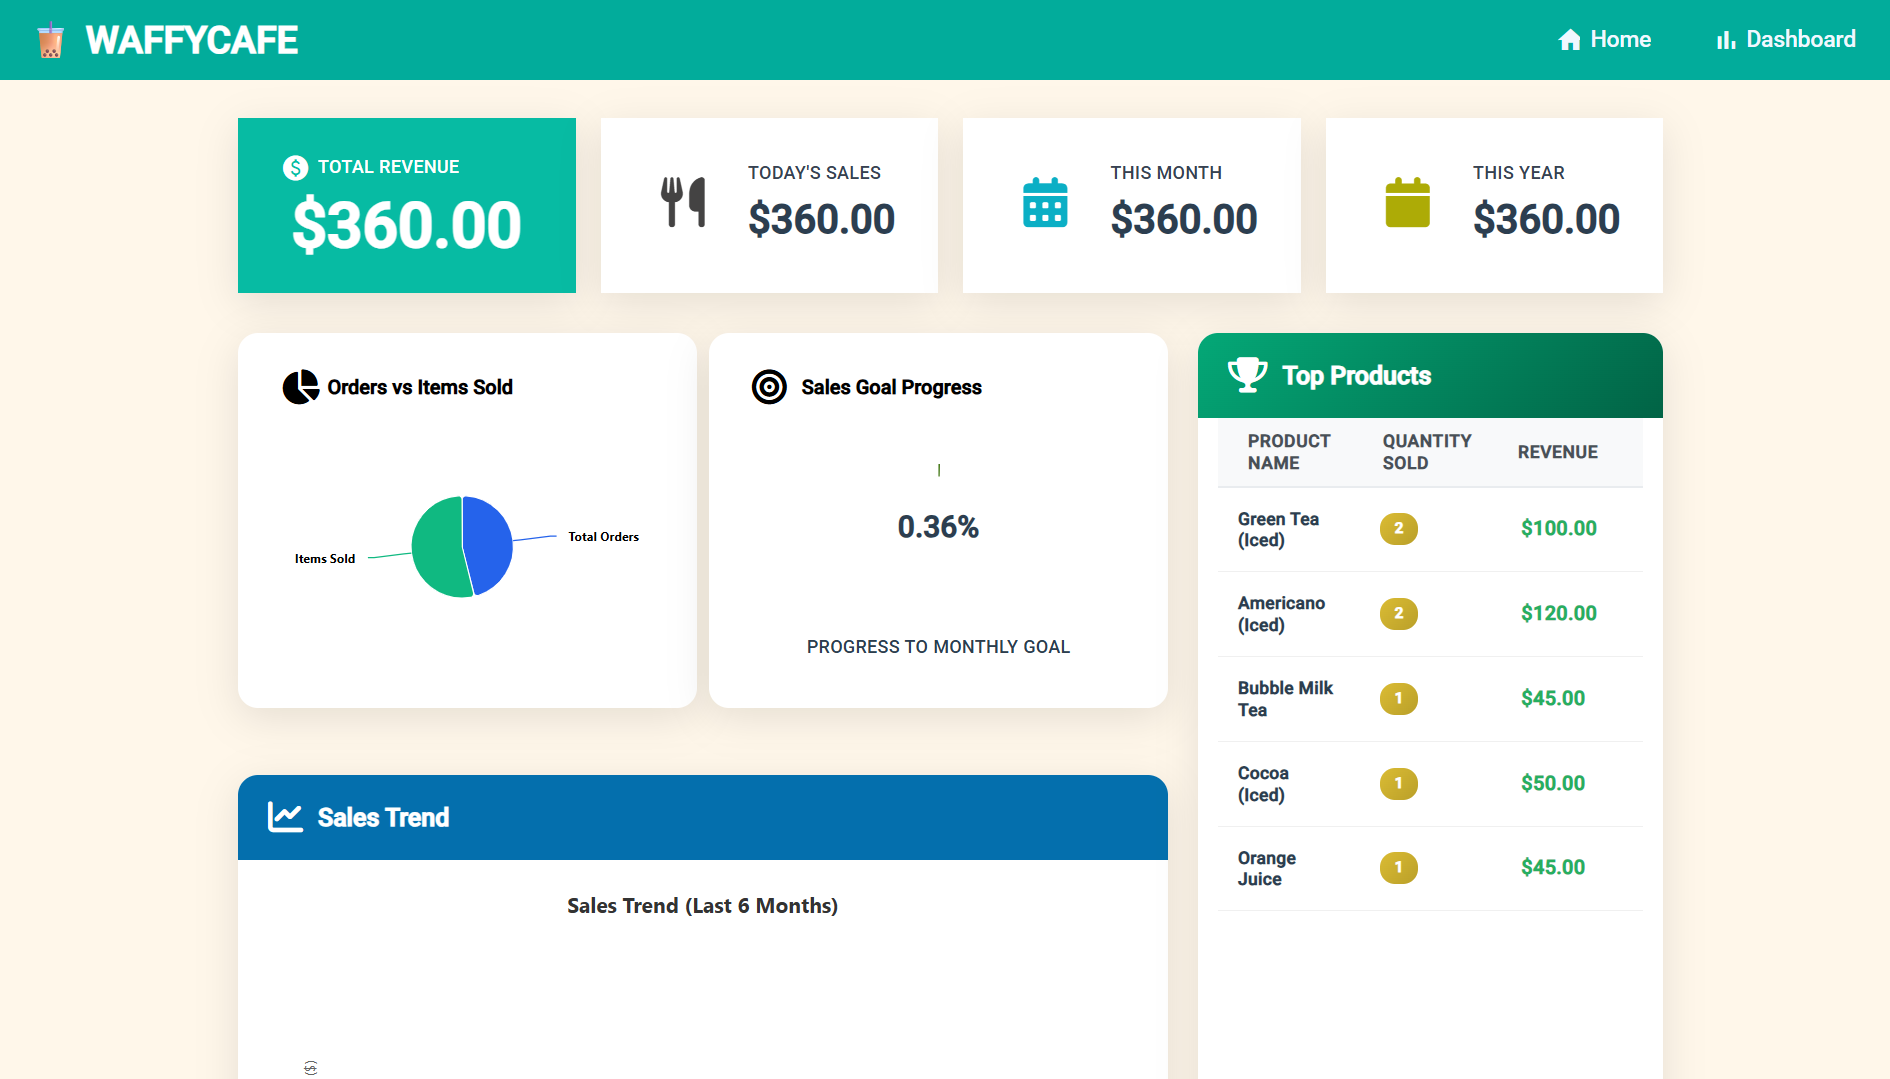 WAFFYCAFE
Home
Dashboard
TOTAL REVENUE
$360.00
TODAY'S SALES
$360.00
THIS MONTH
$360.00
THIS YEAR
$360.00
Orders vs Items Sold
Items Sold
Total Orders
Sales Goal Progress
0.36%
PROGRESS TO MONTHLY GOAL
Top Products
PRODUCT NAME
QUANTITY SOLD
REVENUE
Green Tea (Iced)
2
$100.00
Americano (Iced)
2
$120.00
Bubble Milk Tea
1
$45.00
Cocoa (Iced)
1
$50.00
Orange Juice
1
$45.00
Sales Trend
Sales Trend (Last 6 Months)
($)